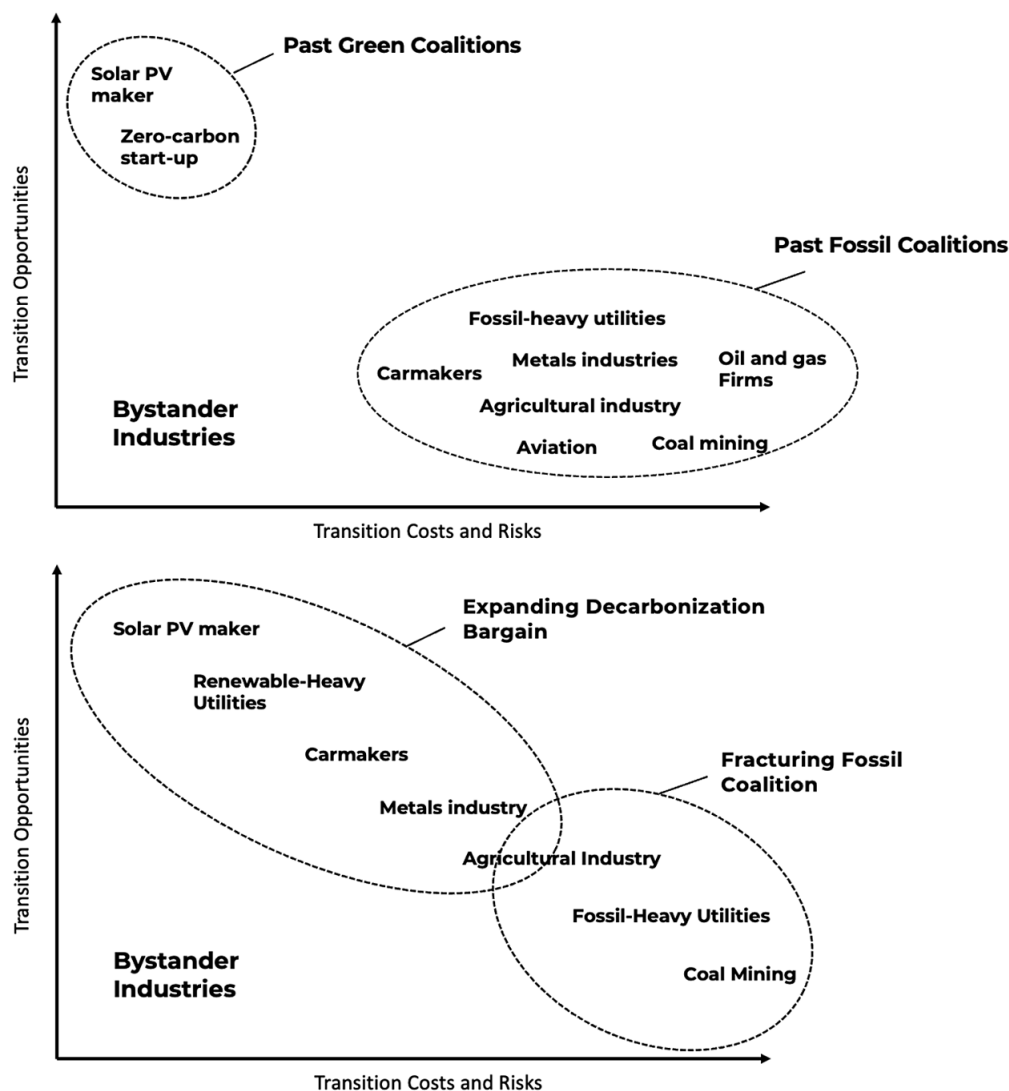 Past Green Coalitions
Solar PV
maker
Zero-carbon
start-up
Transition Opportunities
Past Fossil Coalitions
Fossil-heavy utilities
Metals industries
Oil and gas
Firms
Carmakers
Agricultural industry
Bystander
Industries
Aviation
Coal mining
Transition Costs and Risks
Expanding Decarbonization
Bargain
Solar PV maker
Renewable-Heavy
Utilities
Carmakers
Fracturing Fossil
Coalition
Transition Opportunities
Metals industry
Agricultural Industry
Fossil-Heavy Utilities
Bystander
Industries
Coal Mining
Transition Costs and Risks